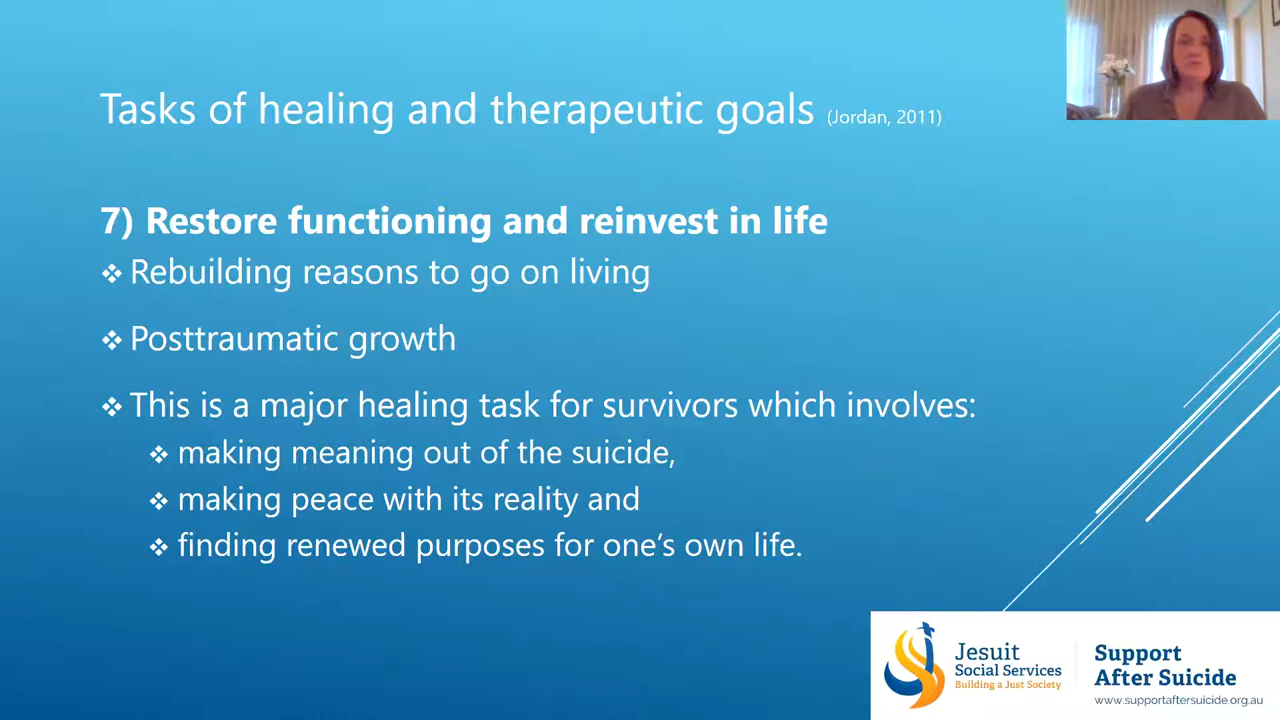 Tasks of healing and therapeutic goals (Jordan, 2011)
7) Restore functioning and reinvest in life
❖ Rebuilding reasons to go on living
❖ Posttraumatic growth
❖ This is a major healing task for survivors which involves:
❖ making meaning out of the suicide,
❖ making peace with its reality and
❖ finding renewed purposes for one's own life.
Jesuit
Social Services
Building a Just Society
Support
After Suicide
www.supportaftersuicide.org.au